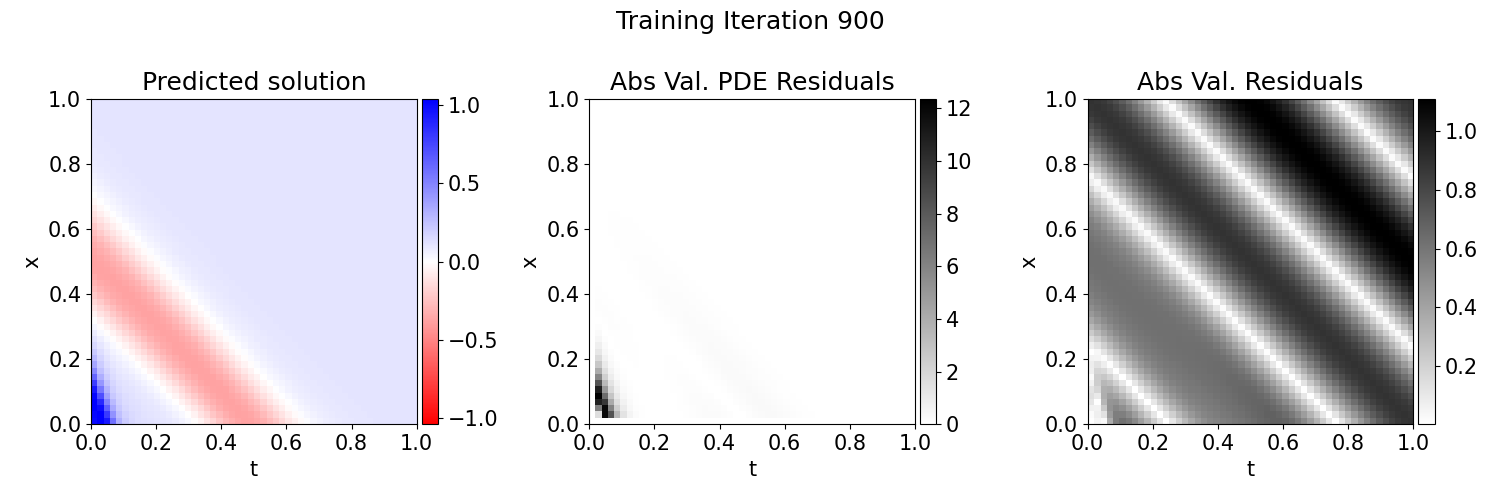 Training Iteration 900
Predicted solution
1.0
0.8
0.6
0.4
0.2
0.0
x
0.0 0.2 0.4 0.6 0.8 1.0
t
1.0
0.5
0.0
−0.5
−1.0
Abs Val. PDE Residuals
1.0
0.8
0.6
0.4
0.2
0.0
x
0.0 0.2 0.4 0.6 0.8 1.0
t
12
10
8
6
4
2
0
Abs Val. Residuals
1.0
0.8
0.6
0.4
0.2
0.0
x
0.0 0.2 0.4 0.6 0.8 1.0
t
1.0
0.8
0.6
0.4
0.2